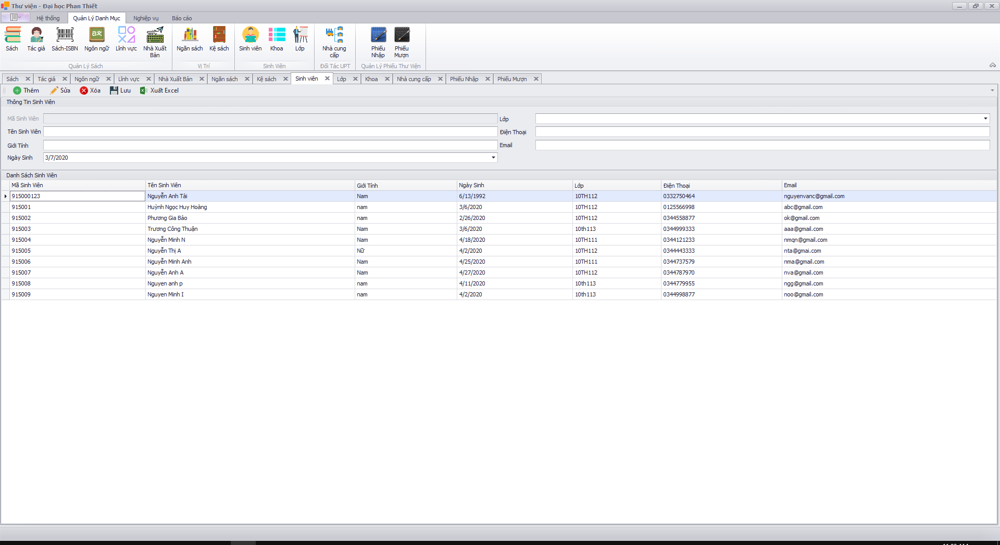 Thư viện - Đại học Phan Thiết
Hệ thống Quản Lý Danh Mục Nghiệp vụ Báo cáo
Sách Tác giả Sách-ISBN Ngôn ngữ Lĩnh vực Nhà Xuất Bản Ngăn sách Kệ sách Sinh viên Khoa Lớp Nhà cung cấp Phiếu Nhập Phiếu Mượn
Quản Lý Sách Vị Trí Sinh Viên Đối Tác UPT Quản Lý Phiếu Thư Viện
Sách Tác giả Ngôn ngữ Lĩnh vực Nhà Xuất Bản Ngăn sách Kệ sách Sinh viên Lớp Khoa Nhà cung cấp Phiếu Nhập Phiếu Mượn
Thêm Sửa Xóa Lưu Xuất Excel
Thông Tin Sinh Viên
Mã Sinh Viên Lớp
Tên Sinh Viên Điện Thoại
Giới Tính Email
Ngày Sinh 3/7/2020
Danh Sách Sinh Viên
Mã Sinh Viên Tên Sinh Viên Giới Tính Ngày Sinh Lớp Điện Thoại Email
915000123 Nguyễn Anh Tài Nam 6/13/1992 10TH112 0332750464 nguyenvanc@gmail.com
915001 Huỳnh Ngọc Huy Hoàng nam 3/6/2020 10TH112 0125566998 abc@gmail.com
915002 Phương Gia Bảo nam 2/26/2020 10TH112 0344558877 ok@gmail.com
915003 Trương Công Thuận Nam 3/6/2020 10th113 0344999333 aaa@gmail.com
915004 Nguyễn Minh N Nam 4/18/2020 10TH111 0344121233 nmqn@gmail.com
915005 Nguyễn Thị A Nữ 4/2/2020 10TH112 0344443333 nta@gmai.com
915006 Nguyễn Minh Anh Nam 4/25/2020 10TH111 0344737579 nma@gmail.com
915007 Nguyễn Anh A Nam 4/27/2020 10TH112 0344787970 nva@gmail.com
915008 Nguyen anh p nam 4/11/2020 10th113 0344779955 ngg@gmail.com
915009 Nguyen Minh I nam 4/2/2020 10th113 0344998877 noo@gmail.com